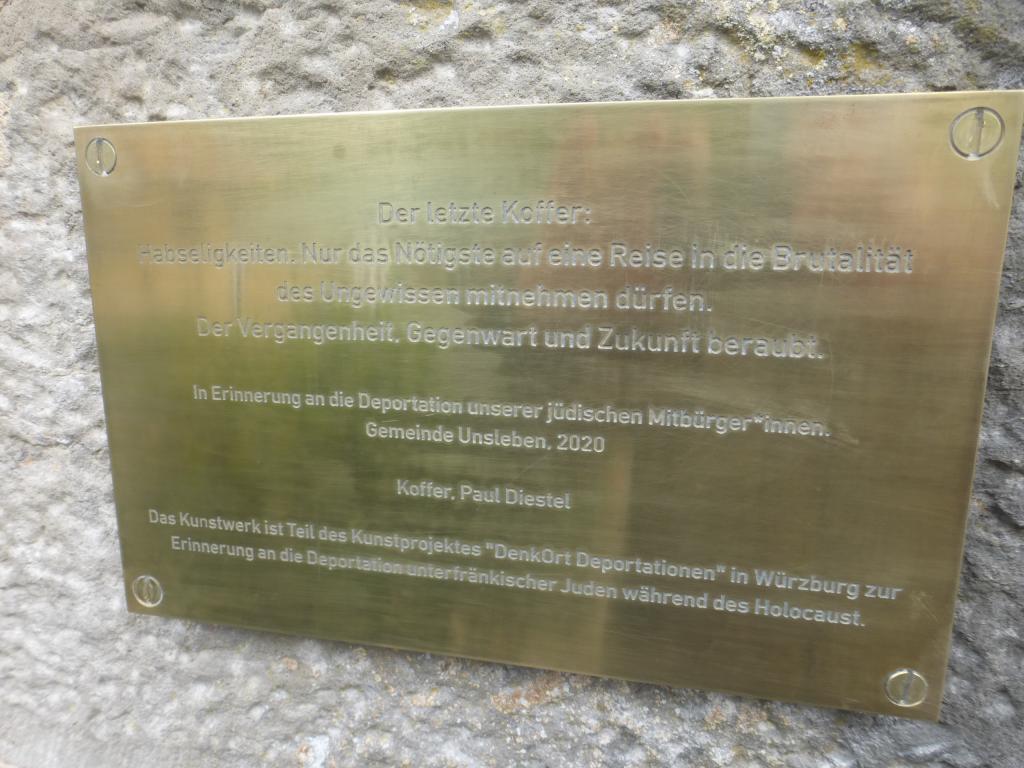 Der letzte Koffer:
Habseligkeiten. Nur das Nötigste auf eine Reise in die Brutalität
des Ungewissen mitnehmen dürfen.
Der Vergangenheit, Gegenwart und Zukunft beraubt.
In Erinnerung an die Deportation unserer jüdischen Mitbürger*innen.
Gemeinde Unsleben, 2020
Koffer, Paul Diestel
Das Kunstwerk ist Teil des Kunstprojektes "DenkOrt Deportationen" in Würzburg zur
Erinnerung an die Deportation unterfränkischer Juden während des Holocaust.